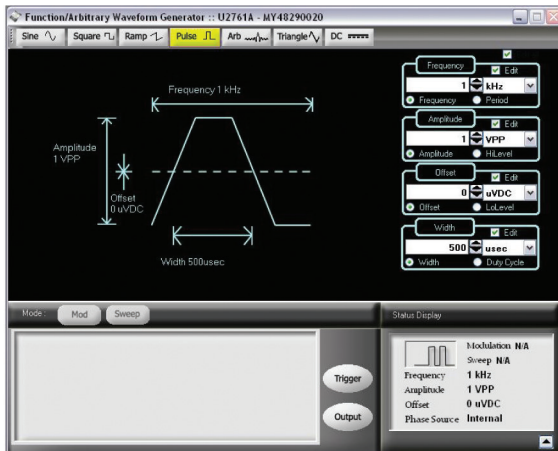 Function/Arbitrary Waveform Generator :: U2761A - MY48290020
Sine Square Ramp Pulse Arb Triangle DC
Frequency 1 kHz
Amplitude
1 VPP
Offset
0 uVDC
Width 500usec
Frequency Edit
1 kHz
Frequency Period
Amplitude Edit
1 VPP
Amplitude HiLevel
Offset Edit
0 uVDC
Offset LoLevel
Width Edit
500 usec
Width Duty Cycle
Mode : Mod Sweep
Trigger
Output
Status Display
Modulation N/A
Sweep N/A
Frequency 1 kHz
Amplitude 1 VPP
Offset 0 uVDC
Phase Source Internal